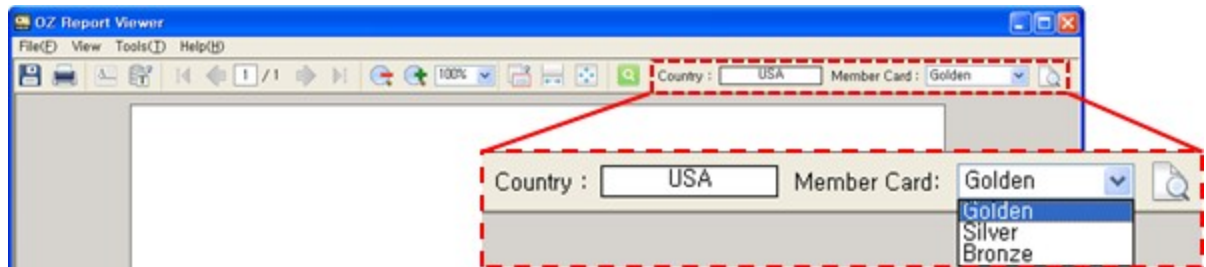 OZ Report Viewer
File(F) View Tools(T) Help(H)
1 / 1 100% Country : USA Member Card : Golden
Country : USA Member Card: Golden
Golden
Silver
Bronze